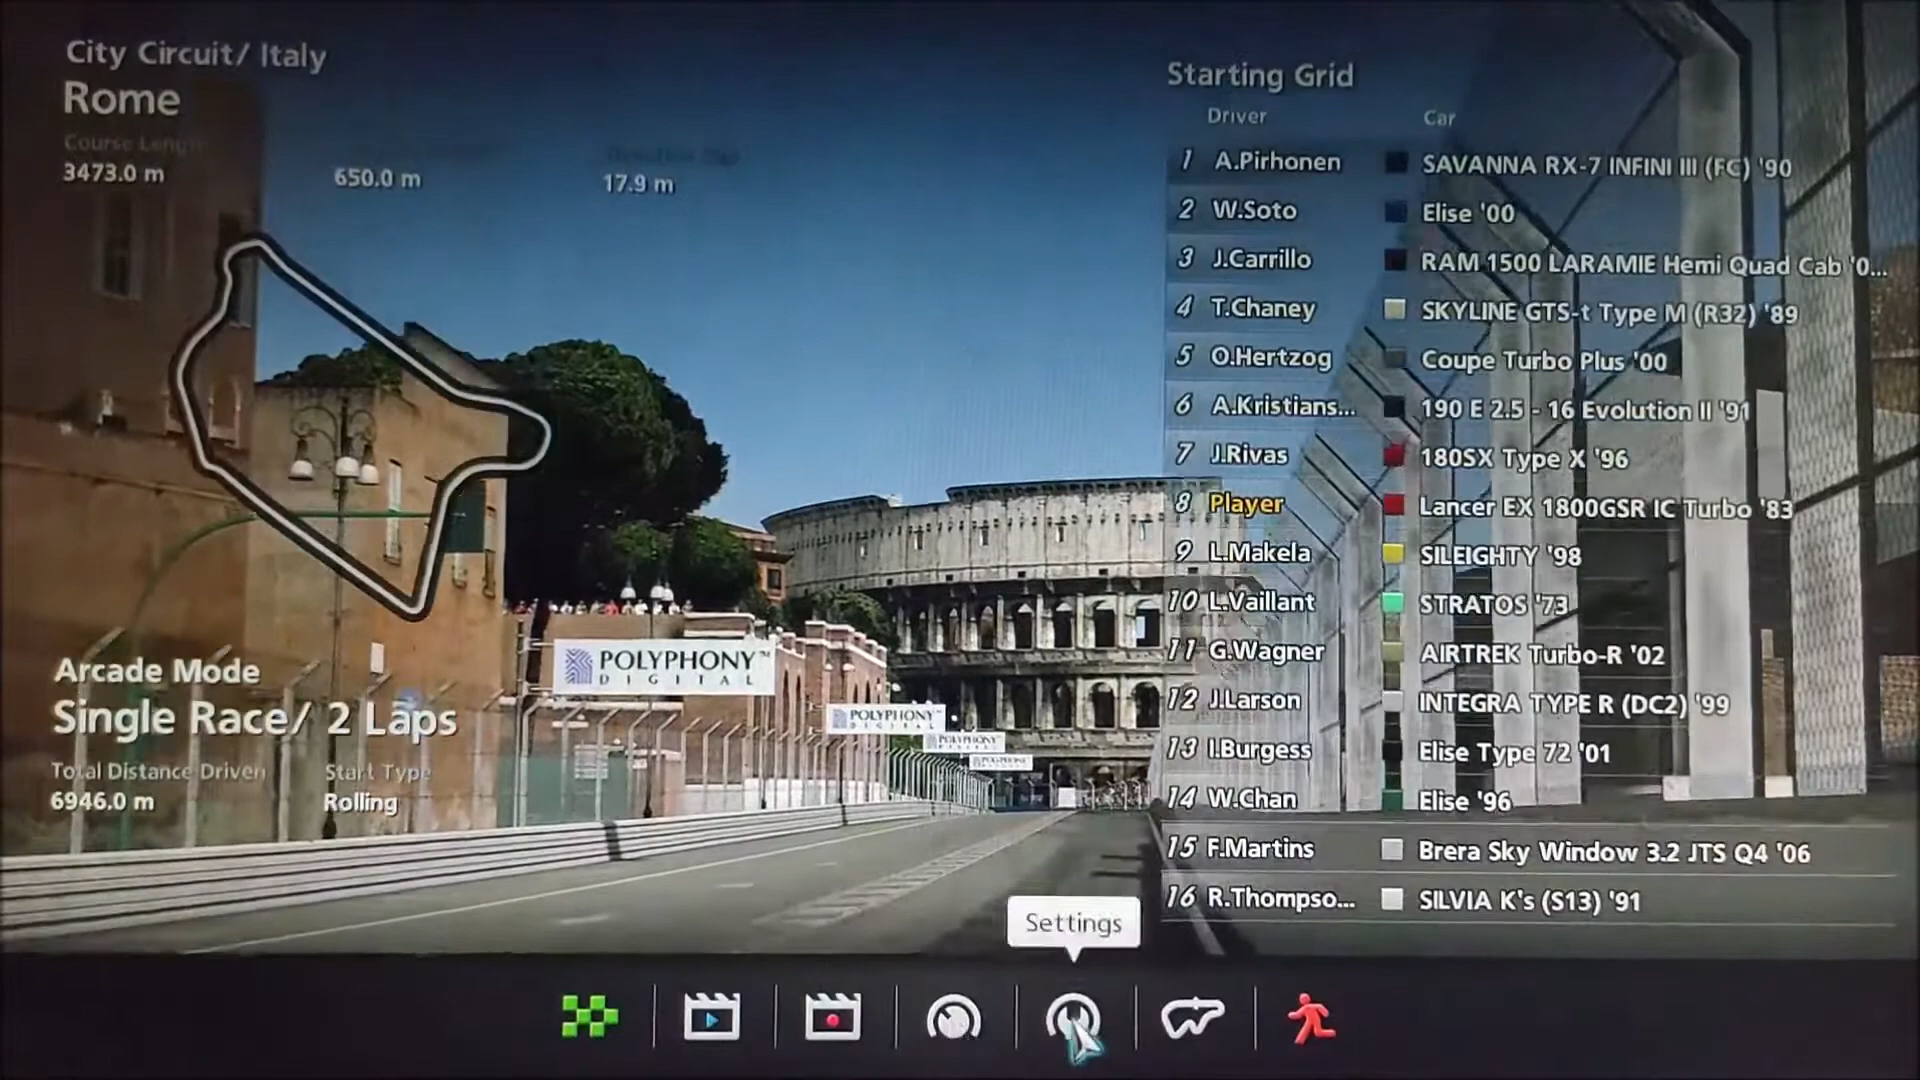 City Circuit/ Italy
Rome
Course Length
3473.0 m
650.0 m
17.9 m
Arcade Mode
Single Race/ 2 Laps
Total Distance Driven
Start Type
6946.0 m
Rolling
Starting Grid
Driver Car
1 A.Pirhonen SAVANNA RX-7 INFINI III (FC) '90
2 W.Soto Elise '00
3 J.Carrillo RAM 1500 LARAMIE Hemi Quad Cab '0...
4 T.Chaney SKYLINE GTS-t Type M (R32) '89
5 O.Hertzog Coupe Turbo Plus '00
6 A.Kristians... 190 E 2.5 - 16 Evolution II '91
7 J.Rivas 180SX Type X '96
8 Player Lancer EX 1800GSR IC Turbo '83
9 L.Makela SILEIGHTY '98
10 L.Vaillant STRATOS '73
11 G.Wagner AIRTREK Turbo-R '02
12 J.Larson INTEGRA TYPE R (DC2) '99
13 I.Burgess Elise Type 72 '01
14 W.Chan Elise '96
15 F.Martins Brera Sky Window 3.2 JTS Q4 '06
16 R.Thompso... SILVIA K's (S13) '91
POLYPHONY™
DIGITAL
POLYPHONY
DIGITAL
POLYPHONY
POLYPHONY
Settings